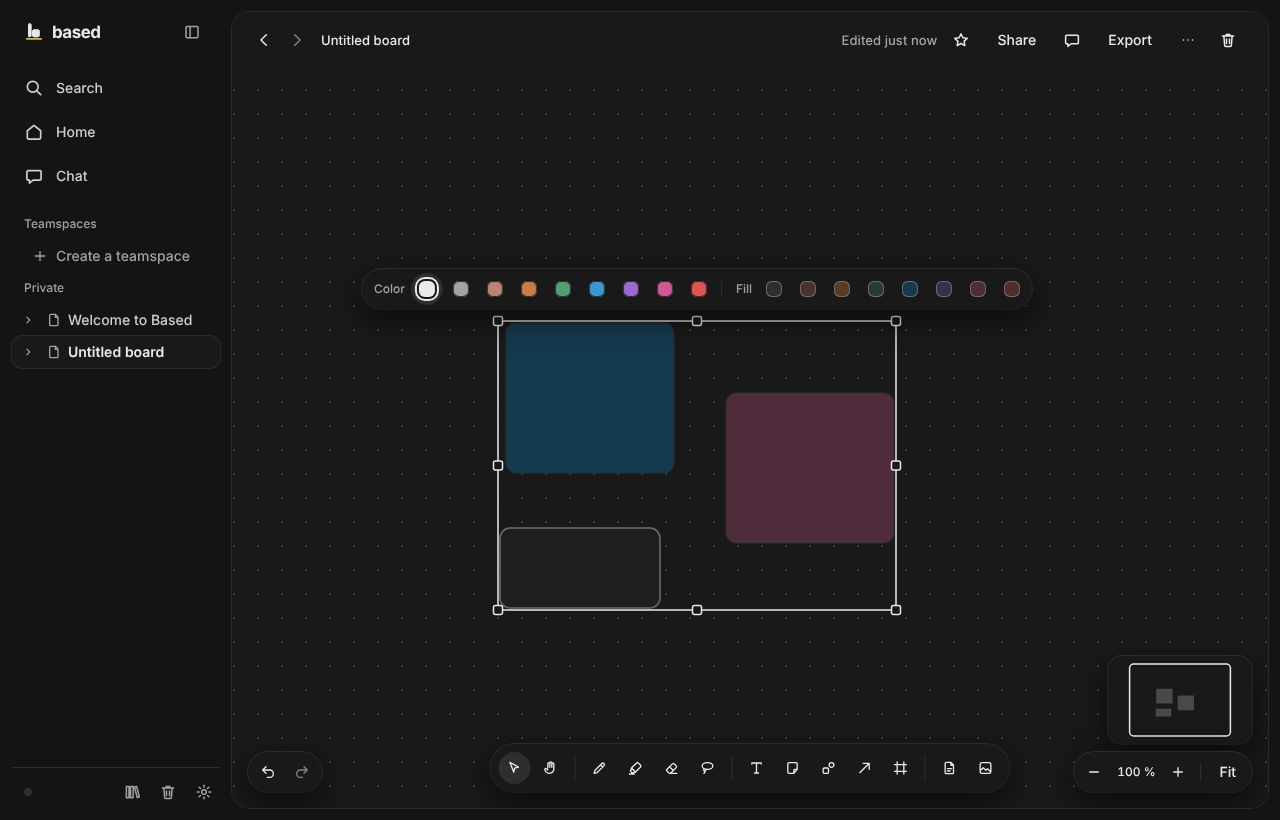 based
Search
Home
Chat
Teamspaces
Create a teamspace
Private
Welcome to Based
Untitled board
Untitled board
Edited just now
Share
Export
Color
Fill
100 %
Fit